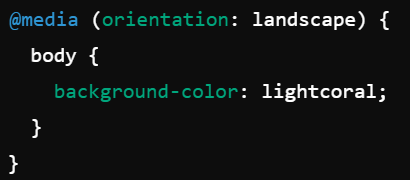 @media (orientation: landscape) {
  body {
    background-color: lightcoral;
  }
}